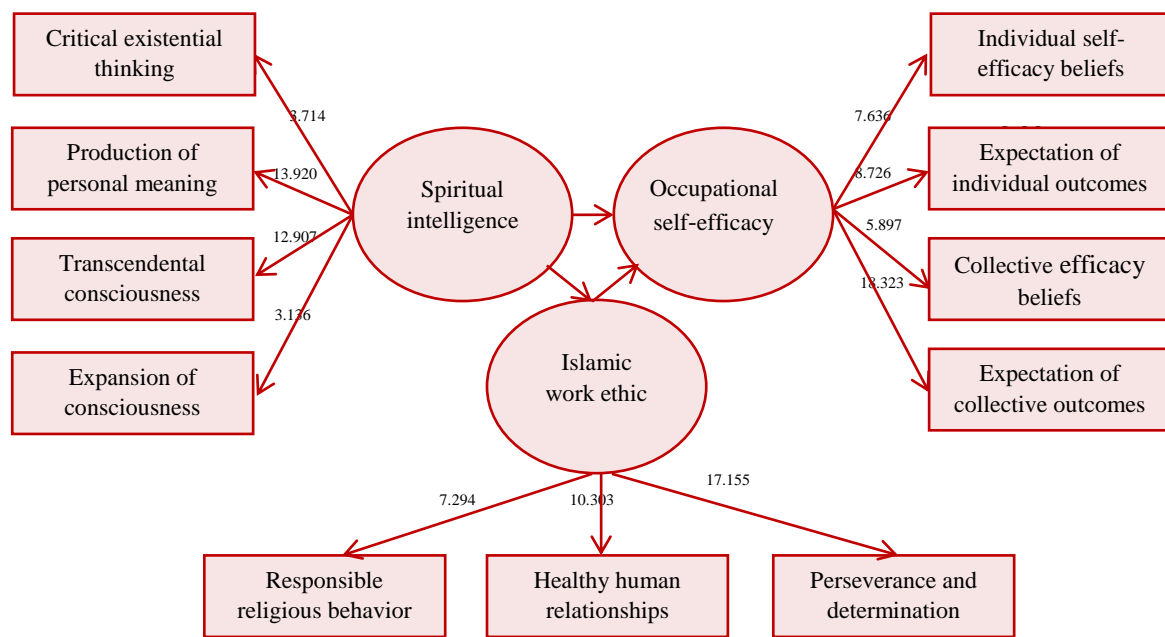 Critical existential
thinking
Production of
personal meaning
Transcendental
consciousness
Expansion of
consciousness
3.714
13.920
12.907
3.136
Spiritual
intelligence
Occupational
self-efficacy
Islamic
work ethic
7.636
8.726
5.897
18.323
Individual self-
efficacy beliefs
Expectation of
individual outcomes
Collective efficacy
beliefs
Expectation of
collective outcomes
7.294
10.303
17.155
Responsible
religious behavior
Healthy human
relationships
Perseverance and
determination